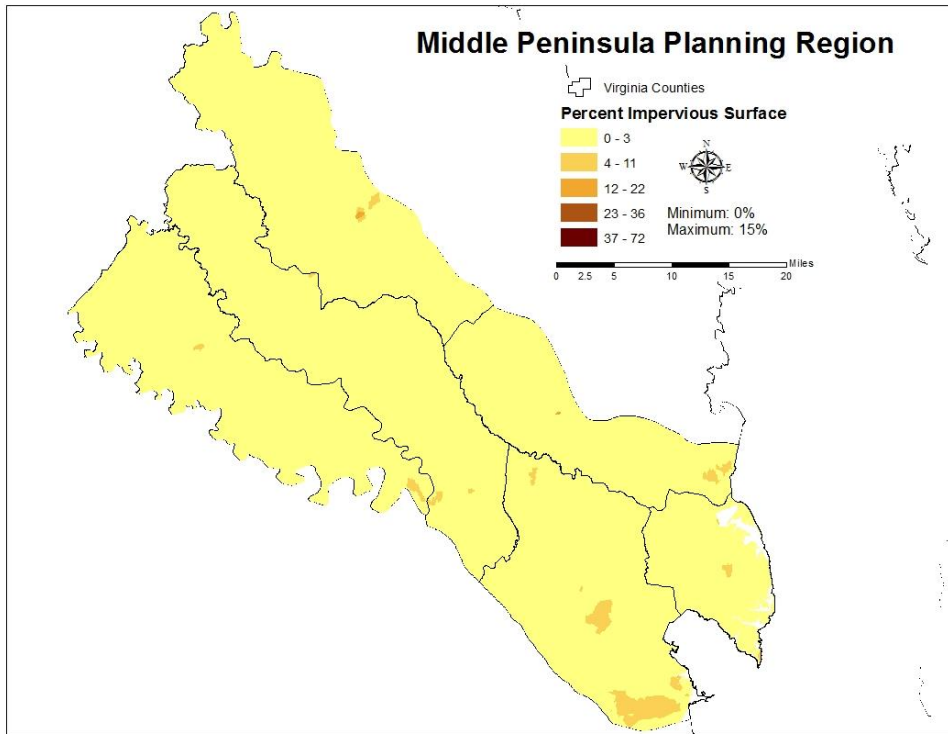 Middle Peninsula Planning Region
Virginia Counties
Percent Impervious Surface
0 - 3
4 - 11
12 - 22
23 - 36
37 - 72
N
W E
S
Minimum: 0%
Maximum: 15%
Miles
0 2.5 5 10 15 20